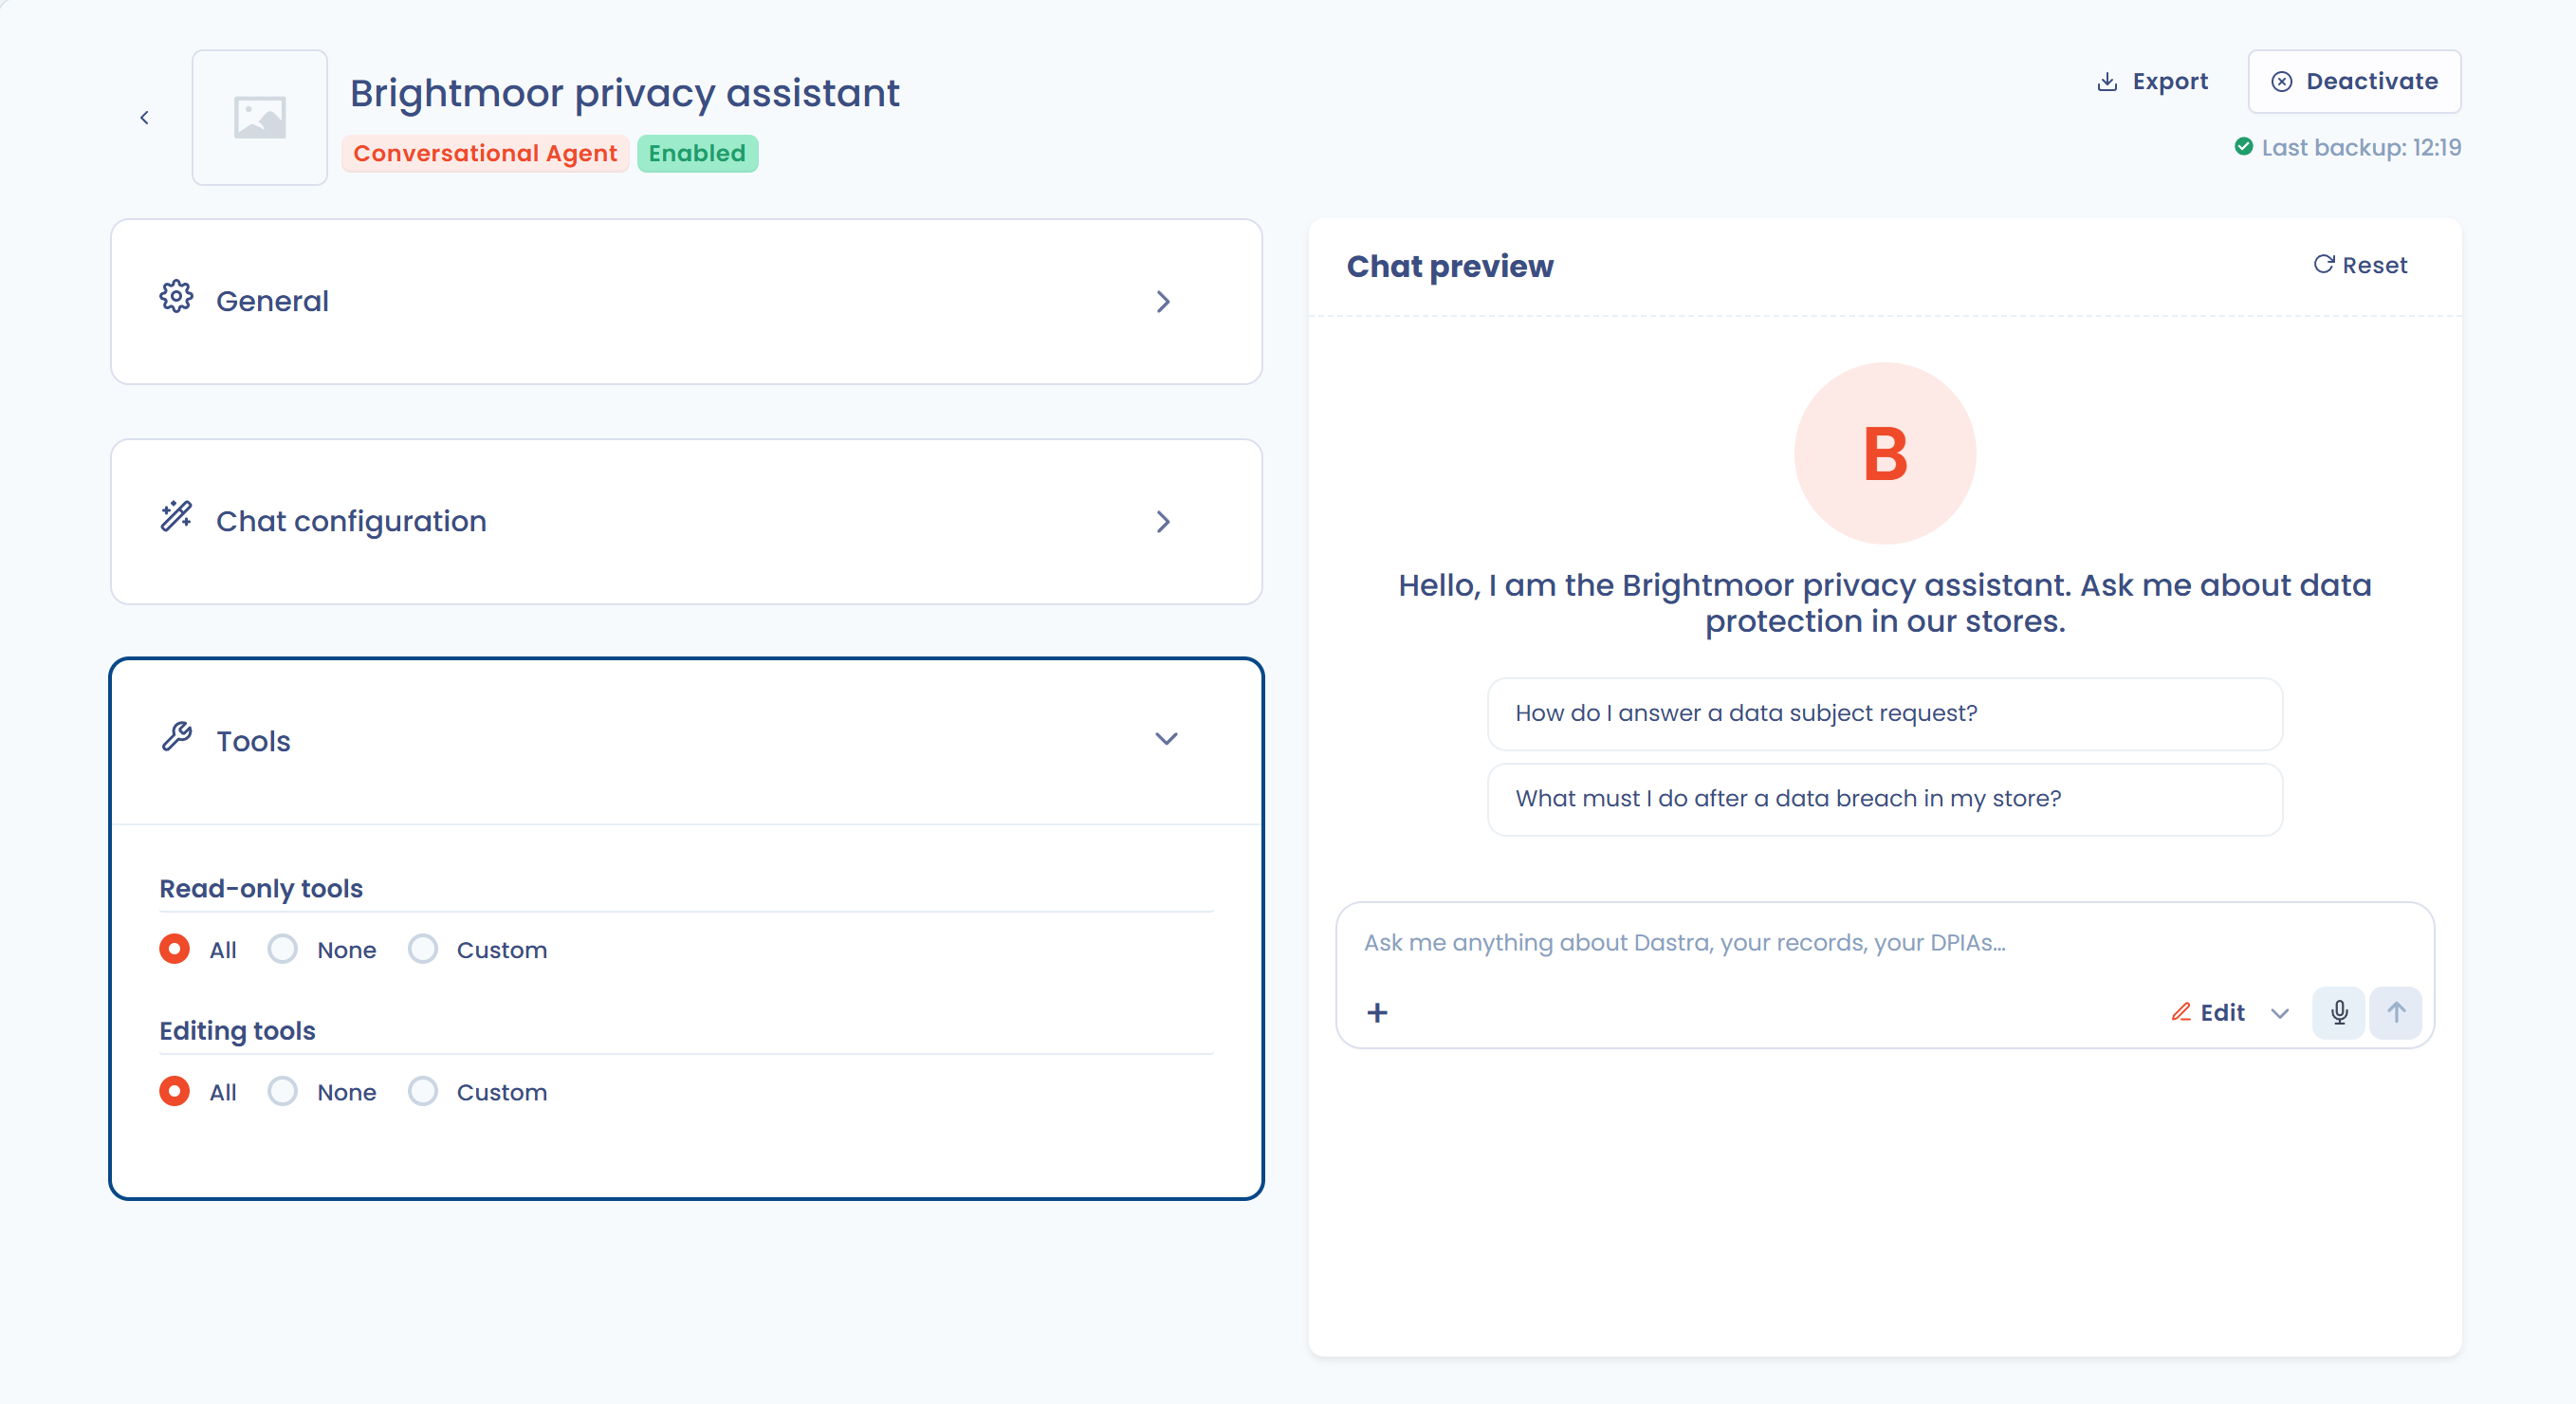 Brightmoor privacy assistant
Conversational Agent
Enabled
Export
Deactivate
Last backup: 12:19
General
Chat configuration
Tools
Read-only tools
All
None
Custom
Editing tools
All
None
Custom
Chat preview
Reset
B
Hello, I am the Brightmoor privacy assistant. Ask me about data
protection in our stores.
How do I answer a data subject request?
What must I do after a data breach in my store?
Ask me anything about Dastra, your records, your DPIAs...
Edit